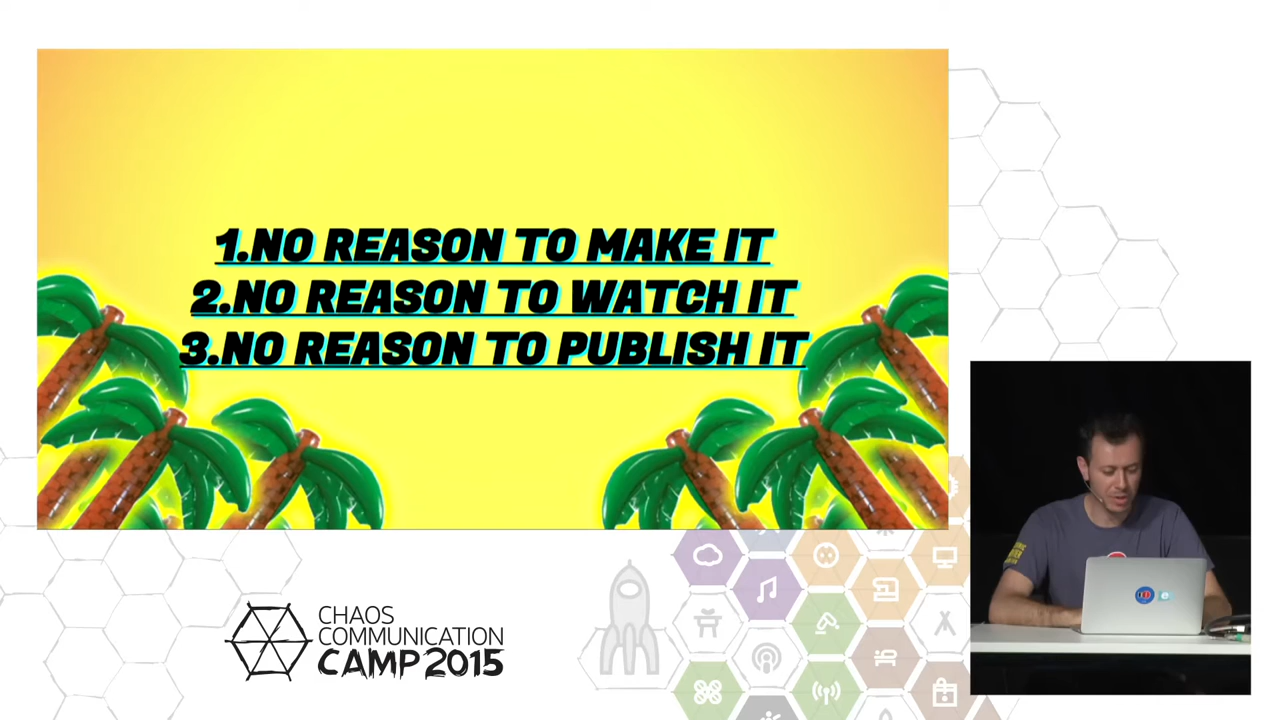 1.NO REASON TO MAKE IT
2.NO REASON TO WATCH IT
3.NO REASON TO PUBLISH IT
CHAOS
COMMUNICATION
CAMP 2015